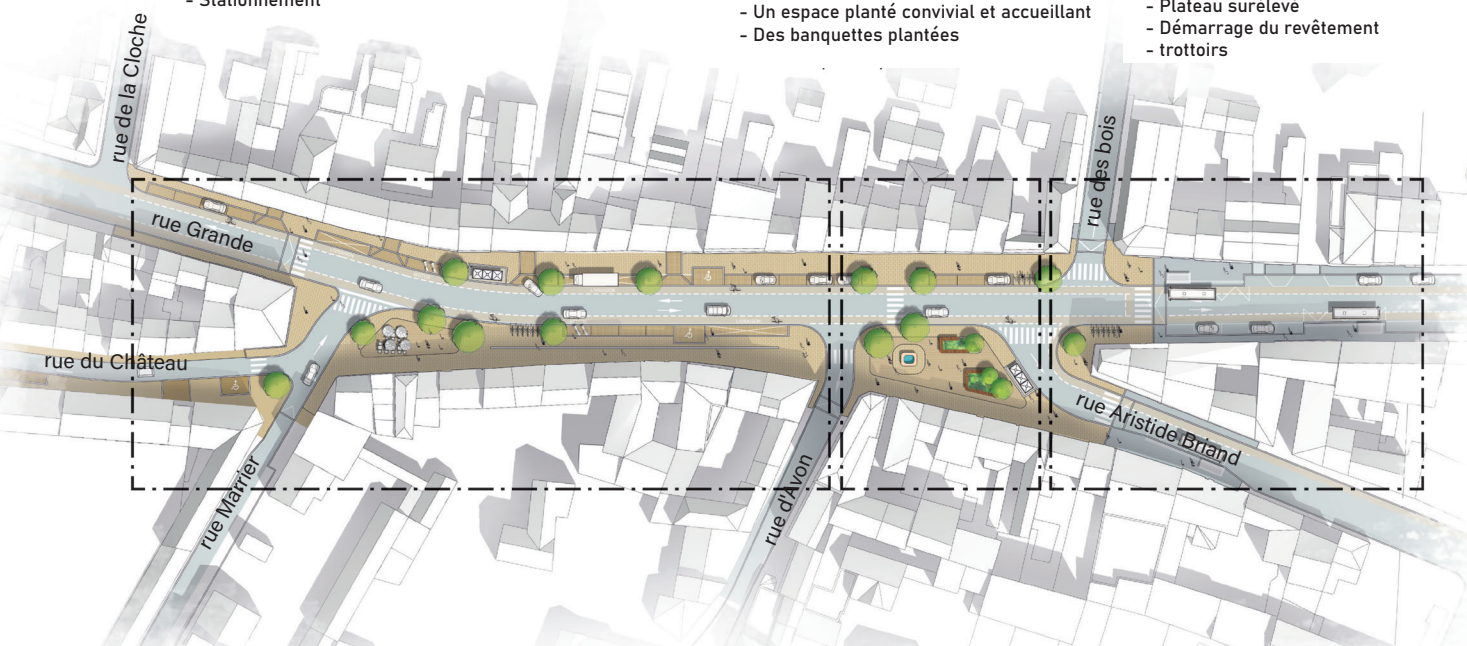 - Stationnement
- Un espace planté convivial et accueillant
- Des banquettes plantées
- Plateau surélevé
- Démarrage du revêtement
- trottoirs
rue de la Cloche
rue des bois
rue Grande
rue du Château
rue Marrier
rue d'Avon
rue Aristide Briand